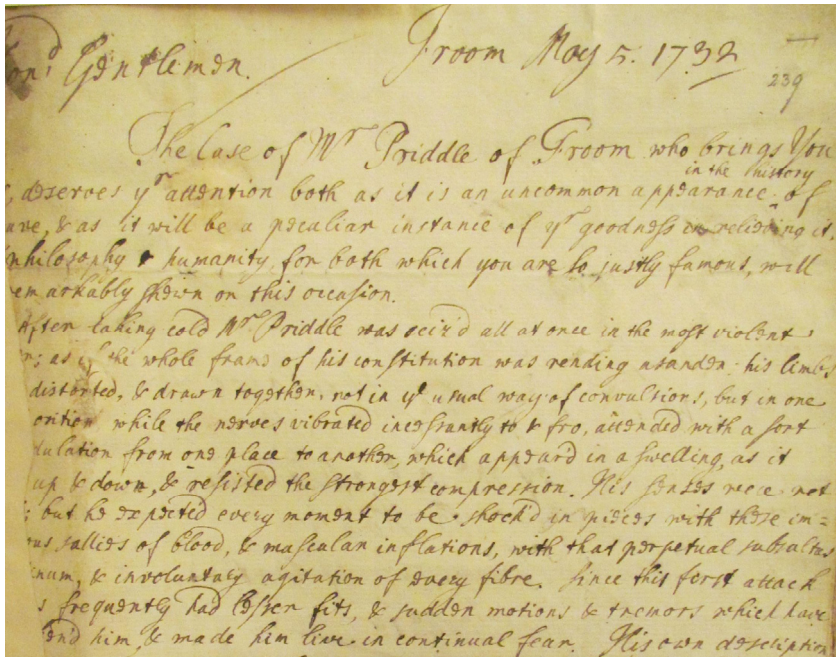 Hon.d Gentlemen. Froom May 5. 1732
239
The Case of Mr Priddle of Froom who brings You
in the history
, deserves yr attention both as it is an uncommon appearance of
& as it will be a peculiar instance of yr goodness in relieving it.
philosophy & humanity, for both which you are so justly famous, will
emarkably shewn on this occasion.
After taking cold Mr Priddle was seiz'd all at once in the most violent
r; as if the whole frame of his constitution was rending asunder; his limbs
distorted, & drawn together, not in ye usual way of convulsions, but in one
while the nerves vibrated incessantly to & fro, attended with a sort
dulation from one place to another, which appear'd in a swelling, as it
up & down, & resisted the strongest compression. His senses were not
; but he expected every moment to be shock'd in pieces with these im=
ous sallies of blood, & muscular inflations, with that perpetual subsultus
inum, & involuntary agitation of every fibre. Since this first attack
s frequently had lesser fits, & sudden motions & tremors which have
end him, & made him live in continual fear. His own description